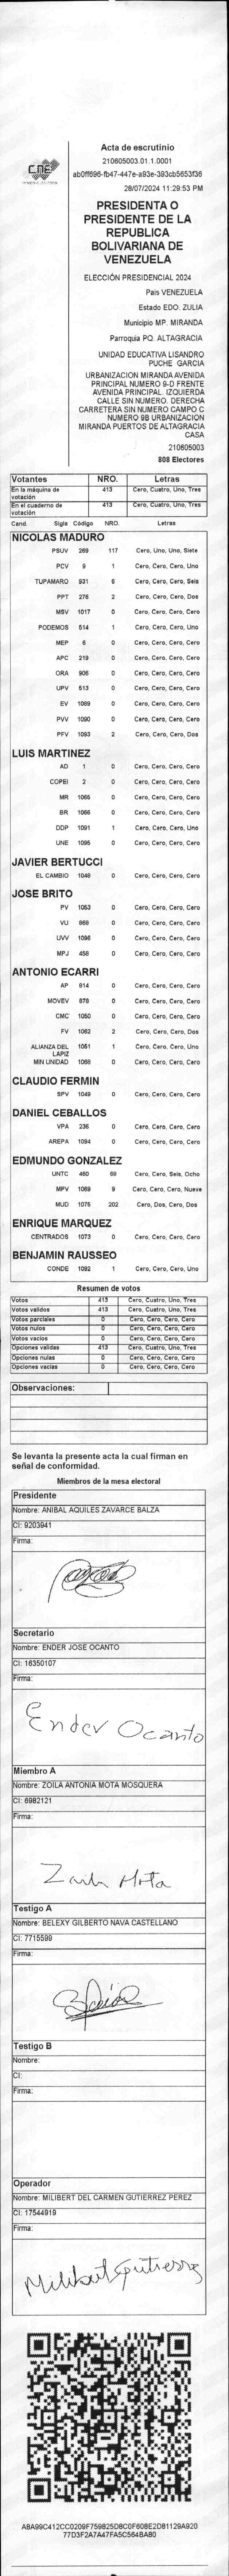 CNE
Acta de escrutinio
210605003.01.1.0001
ab0ff696-fb47-447e-a93e-393cb5653f36
28/07/2024 11:29:53 PM
PRESIDENTA O
PRESIDENTE DE LA
REPUBLICA
BOLIVARIANA DE
VENEZUELA
ELECCIÓN PRESIDENCIAL 2024
Pais VENEZUELA
Estado EDO. ZULIA
Municipio MP. MIRANDA
Parroquia PQ. ALTAGRACIA
UNIDAD EDUCATIVA LISANDRO
PUCHE GARCIA
URBANIZACION MIRANDA AVENIDA
PRINCIPAL NUMERO 9-D FRENTE
AVENIDA PRINCIPAL. IZQUIERDA
CALLE SIN NUMERO. DERECHA
CARRETERA SIN NUMERO CAMPO C
NUMERO 9B URBANIZACION
MIRANDA PUERTOS DE ALTAGRACIA
CASA
210605003
808 Electores
Votantes NRO. Letras
En la máquina de votación 413 Cero, Cuatro, Uno, Tres
En el cuaderno de votación 413 Cero, Cuatro, Uno, Tres
Cand. Sigla Código NRO. Letras
NICOLAS MADURO
PSUV 269 117 Cero, Uno, Uno, Siete
PCV 9 1 Cero, Cero, Cero, Uno
TUPAMARO 931 6 Cero, Cero, Cero, Seis
PPT 276 2 Cero, Cero, Cero, Dos
MSV 1017 0 Cero, Cero, Cero, Cero
PODEMOS 514 1 Cero, Cero, Cero, Uno
MEP 6 0 Cero, Cero, Cero, Cero
APC 219 0 Cero, Cero, Cero, Cero
ORA 906 0 Cero, Cero, Cero, Cero
UPV 513 0 Cero, Cero, Cero, Cero
EV 1089 0 Cero, Cero, Cero, Cero
PVV 1090 0 Cero, Cero, Cero, Cero
PFV 1093 2 Cero, Cero, Cero, Dos
LUIS MARTINEZ
AD 1 0 Cero, Cero, Cero, Cero
COPEI 2 0 Cero, Cero, Cero, Cero
MR 1065 0 Cero, Cero, Cero, Cero
BR 1066 0 Cero, Cero, Cero, Cero
DDP 1091 1 Cero, Cero, Cero, Uno
UNE 1095 0 Cero, Cero, Cero, Cero
JAVIER BERTUCCI
EL CAMBIO 1048 0 Cero, Cero, Cero, Cero
JOSE BRITO
PV 1053 0 Cero, Cero, Cero, Cero
VU 868 0 Cero, Cero, Cero, Cero
UVV 1096 0 Cero, Cero, Cero, Cero
MPJ 458 0 Cero, Cero, Cero, Cero
ANTONIO ECARRI
AP 814 0 Cero, Cero, Cero, Cero
MOVEV 878 0 Cero, Cero, Cero, Cero
CMC 1050 0 Cero, Cero, Cero, Cero
FV 1062 2 Cero, Cero, Cero, Dos
ALIANZA DEL LAPIZ 1051 1 Cero, Cero, Cero, Uno
MIN UNIDAD 1068 0 Cero, Cero, Cero, Cero
CLAUDIO FERMIN
SPV 1049 0 Cero, Cero, Cero, Cero
DANIEL CEBALLOS
VPA 236 0 Cero, Cero, Cero, Cero
AREPA 1094 0 Cero, Cero, Cero, Cero
EDMUNDO GONZALEZ
UNTC 460 68 Cero, Cero, Seis, Ocho
MPV 1069 9 Cero, Cero, Cero, Nueve
MUD 1076 202 Cero, Dos, Cero, Dos
ENRIQUE MARQUEZ
CENTRADOS 1073 0 Cero, Cero, Cero, Cero
BENJAMIN RAUSSEO
CONDE 1092 1 Cero, Cero, Cero, Uno
Resumen de votos
Votos 413 Cero, Cuatro, Uno, Tres
Votos validos 413 Cero, Cuatro, Uno, Tres
Votos parciales 0 Cero, Cero, Cero, Cero
Votos nulos 0 Cero, Cero, Cero, Cero
Votos vacios 0 Cero, Cero, Cero, Cero
Opciones validas 413 Cero, Cuatro, Uno, Tres
Opciones nulas 0 Cero, Cero, Cero, Cero
Opciones vacias 0 Cero, Cero, Cero, Cero
Observaciones:
Se levanta la presente acta la cual firman en
señal de conformidad.
Miembros de la mesa electoral
Presidente
Nombre: ANIBAL AQUILES ZAVARCE BALZA
CI: 9203941
Firma:
Secretario
Nombre: ENDER JOSE OCANTO
CI: 16350107
Firma:
Ender Ocanto
Miembro A
Nombre: ZOILA ANTONIA MOTA MOSQUERA
CI: 6982121
Firma:
Zoila Mota
Testigo A
Nombre: BELEXY GILBERTO NAVA CASTELLANO
CI: 7715599
Firma:
Testigo B
Nombre:
CI:
Firma:
Operador
Nombre: MILIBERT DEL CARMEN GUTIERREZ PEREZ
CI: 17544919
Firma:
Milibert Gutierrez
A8A99C412CC0209F759825D8C0F608E2D81129A920
77D3F2A7A47FA5C564BA80